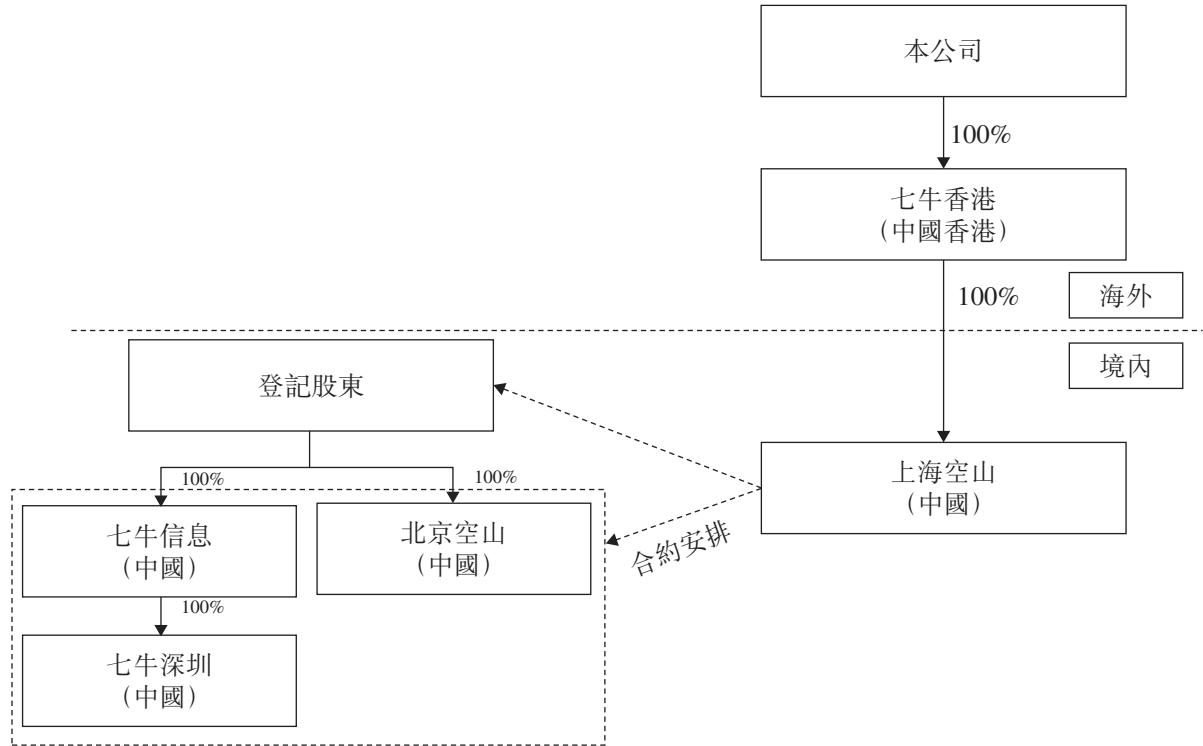 本公司
100%
七牛香港
（中國香港）
100%
海外
境內
登記股東
100%
100%
上海空山
（中國）
七牛信息
（中國）
北京空山
（中國）
合約安排
100%
七牛深圳
（中國）